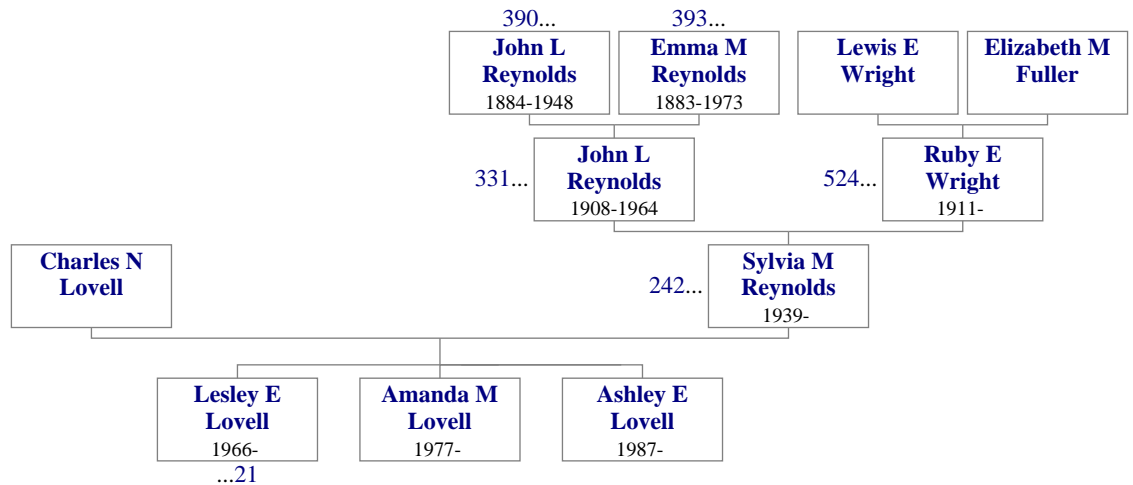 390...
393...
John L
Reynolds
1884-1948
Emma M
Reynolds
1883-1973
Lewis E
Wright
Elizabeth M
Fuller
331...
John L
Reynolds
1908-1964
524...
Ruby E
Wright
1911-
Charles N
Lovell
242...
Sylvia M
Reynolds
1939-
Lesley E
Lovell
1966-
...21
Amanda M
Lovell
1977-
Ashley E
Lovell
1987-